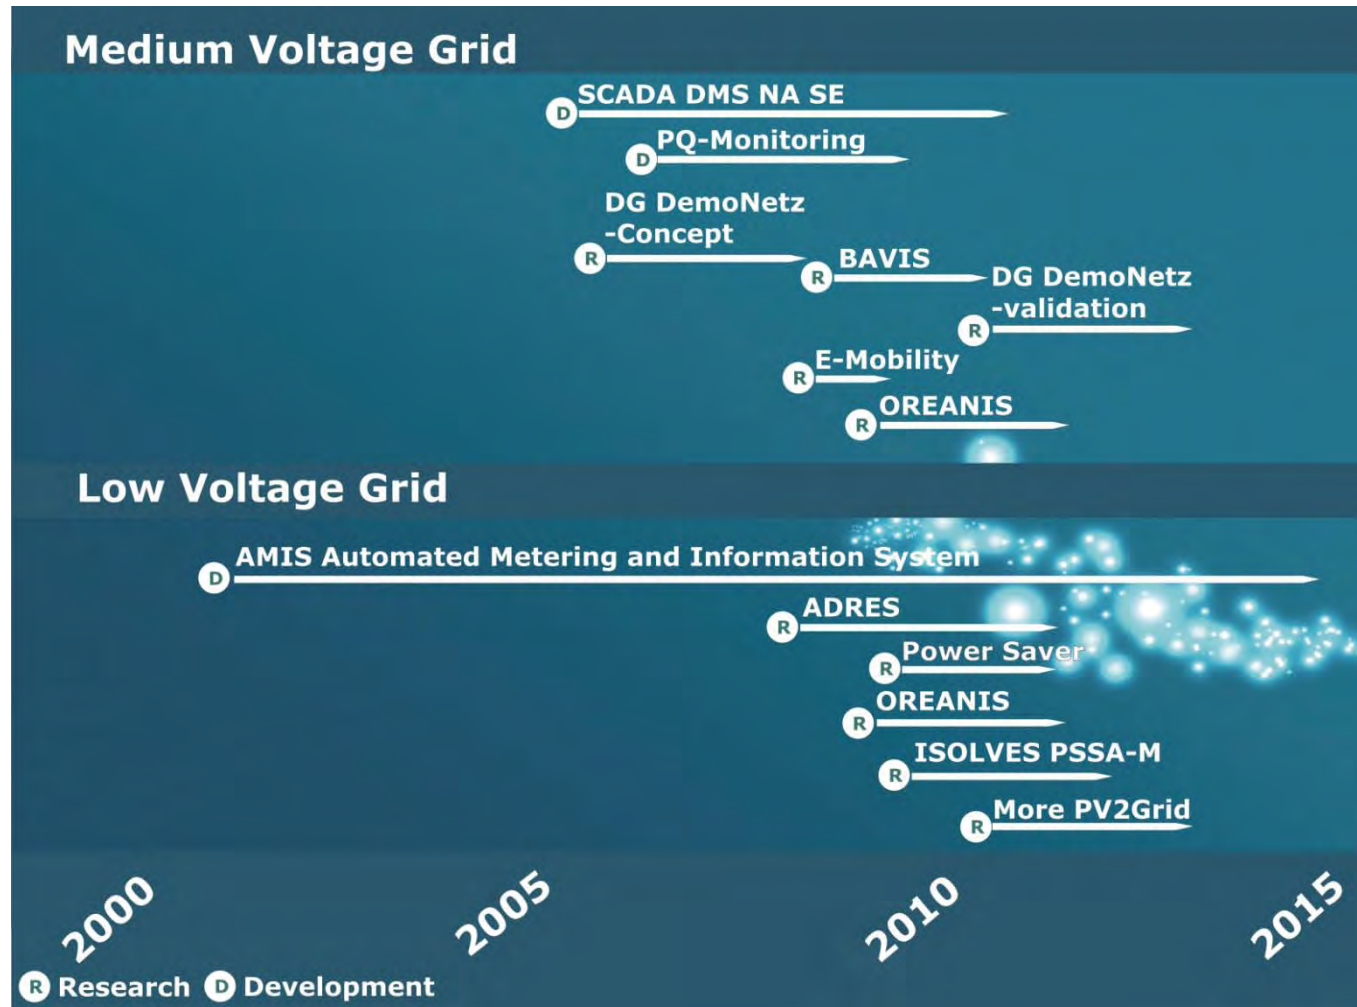 Medium Voltage Grid
SCADA DMS NA SE
D
PQ-Monitoring
D
DG DemoNetz
-Concept
R
BAVIS
R
DG DemoNetz
-validation
R
E-Mobility
R
OREANIS
R
Low Voltage Grid
AMIS Automated Metering and Information System
D
ADRES
R
Power Saver
R
OREANIS
R
ISOLVES PSSA-M
R
More PV2Grid
R
2000
2005
2010
2015
R Research D Development